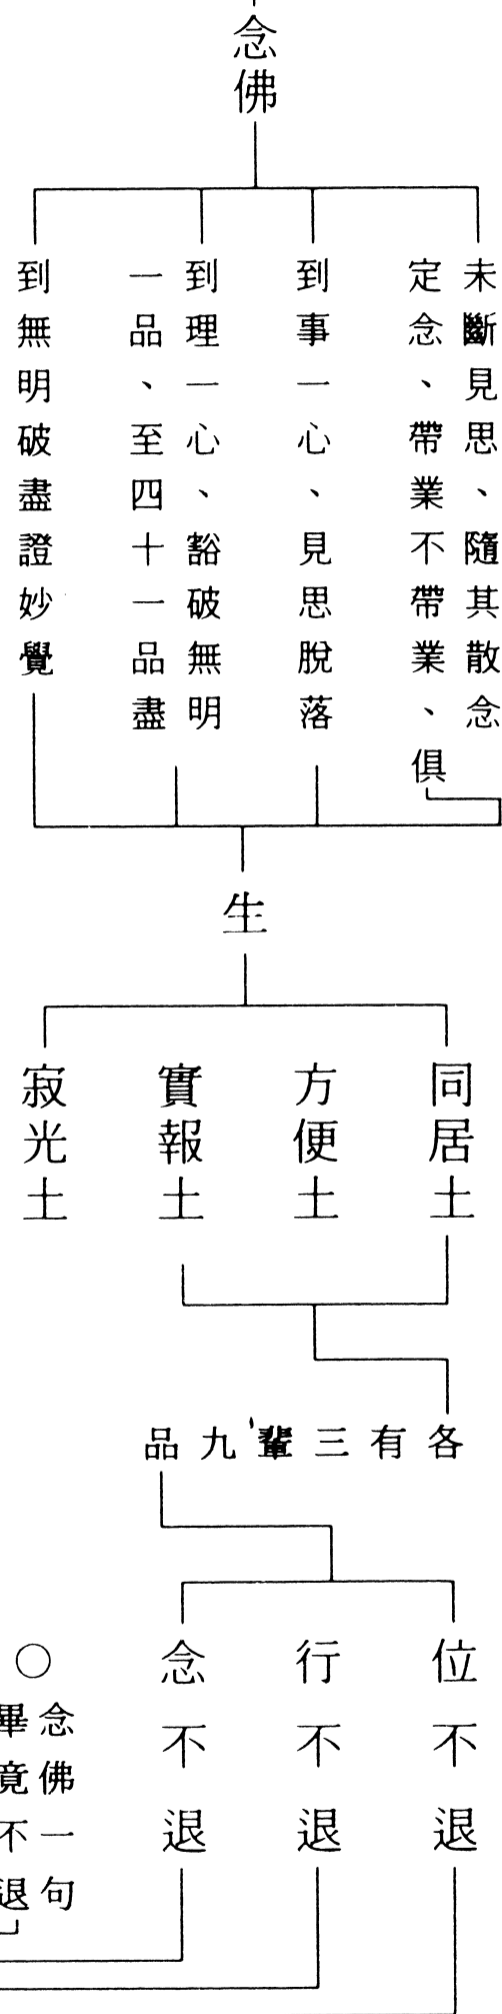 念佛
未斷見思、隨其散念
定念、帶業不帶業、俱
到事一心、見思脫落
到理一心、豁破無明
一品、至四十一品盡
到無明破盡證妙覺
生
同居土
方便土
實報土
寂光土
各有三輩九品
位不退
行不退
念不退
○
念佛一句
畢竟不退